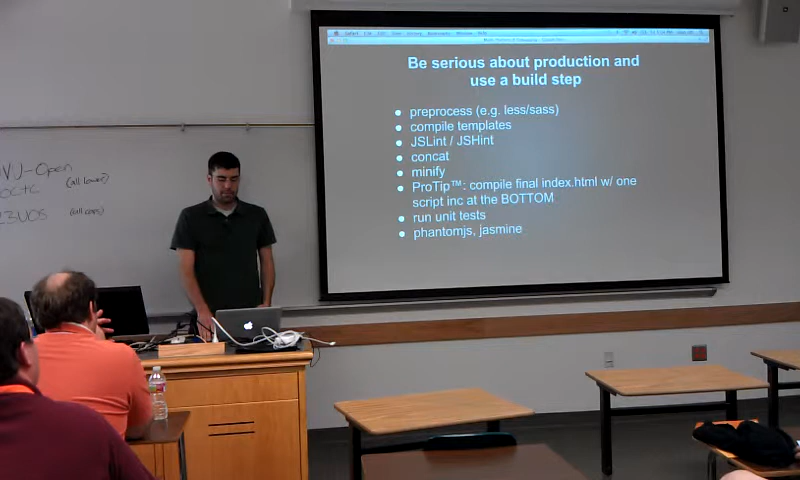 Be serious about production and
use a build step
● preprocess (e.g. less/sass)
● compile templates
● JSLint / JSHint
● concat
● minify
● ProTip™: compile final index.html w/ one
script inc at the BOTTOM
● run unit tests
● phantomjs, jasmine
Open
(all lower)
(all caps)